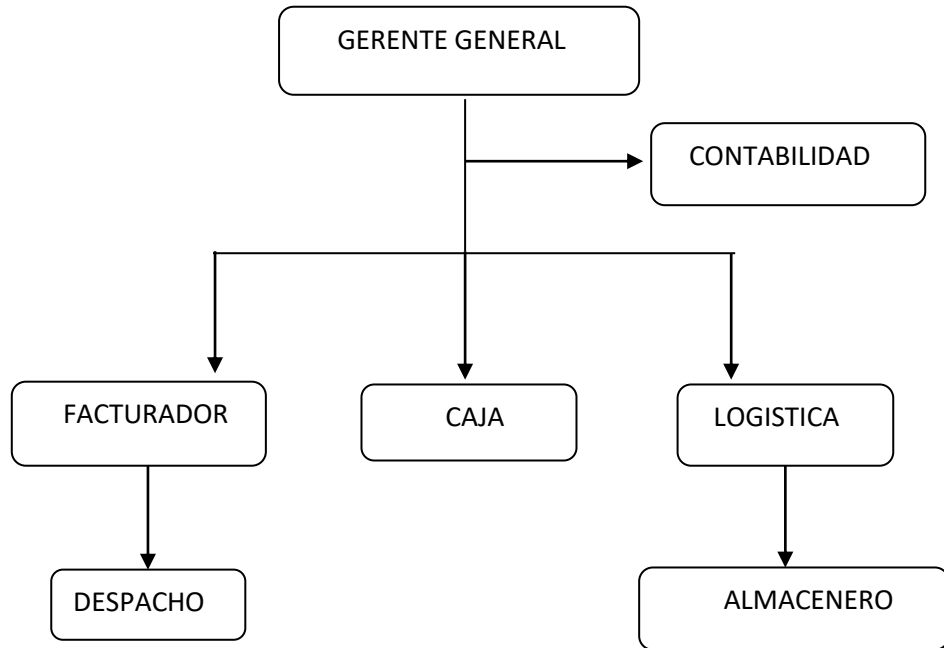 GERENTE GENERAL
CONTABILIDAD
FACTURADOR
CAJA
LOGISTICA
DESPACHO
ALMACENERO